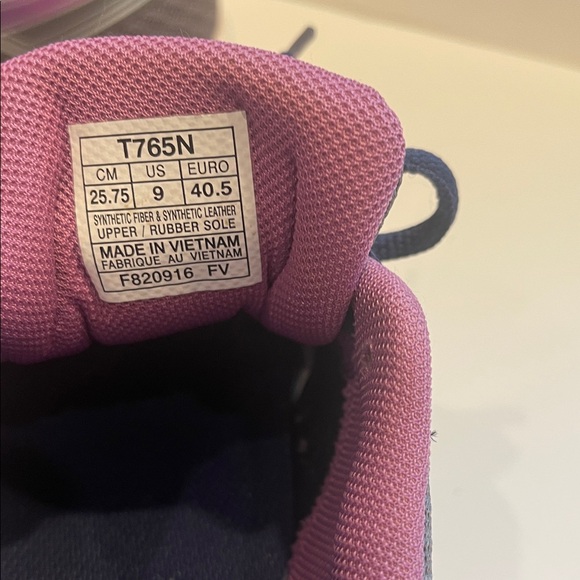 T765N
CM US EURO
25.75 9 40.5
SYNTHETIC FIBER & SYNTHETIC LEATHER
UPPER / RUBBER SOLE
MADE IN VIETNAM
FABRIQUE AU VIETNAM
F820916 FV